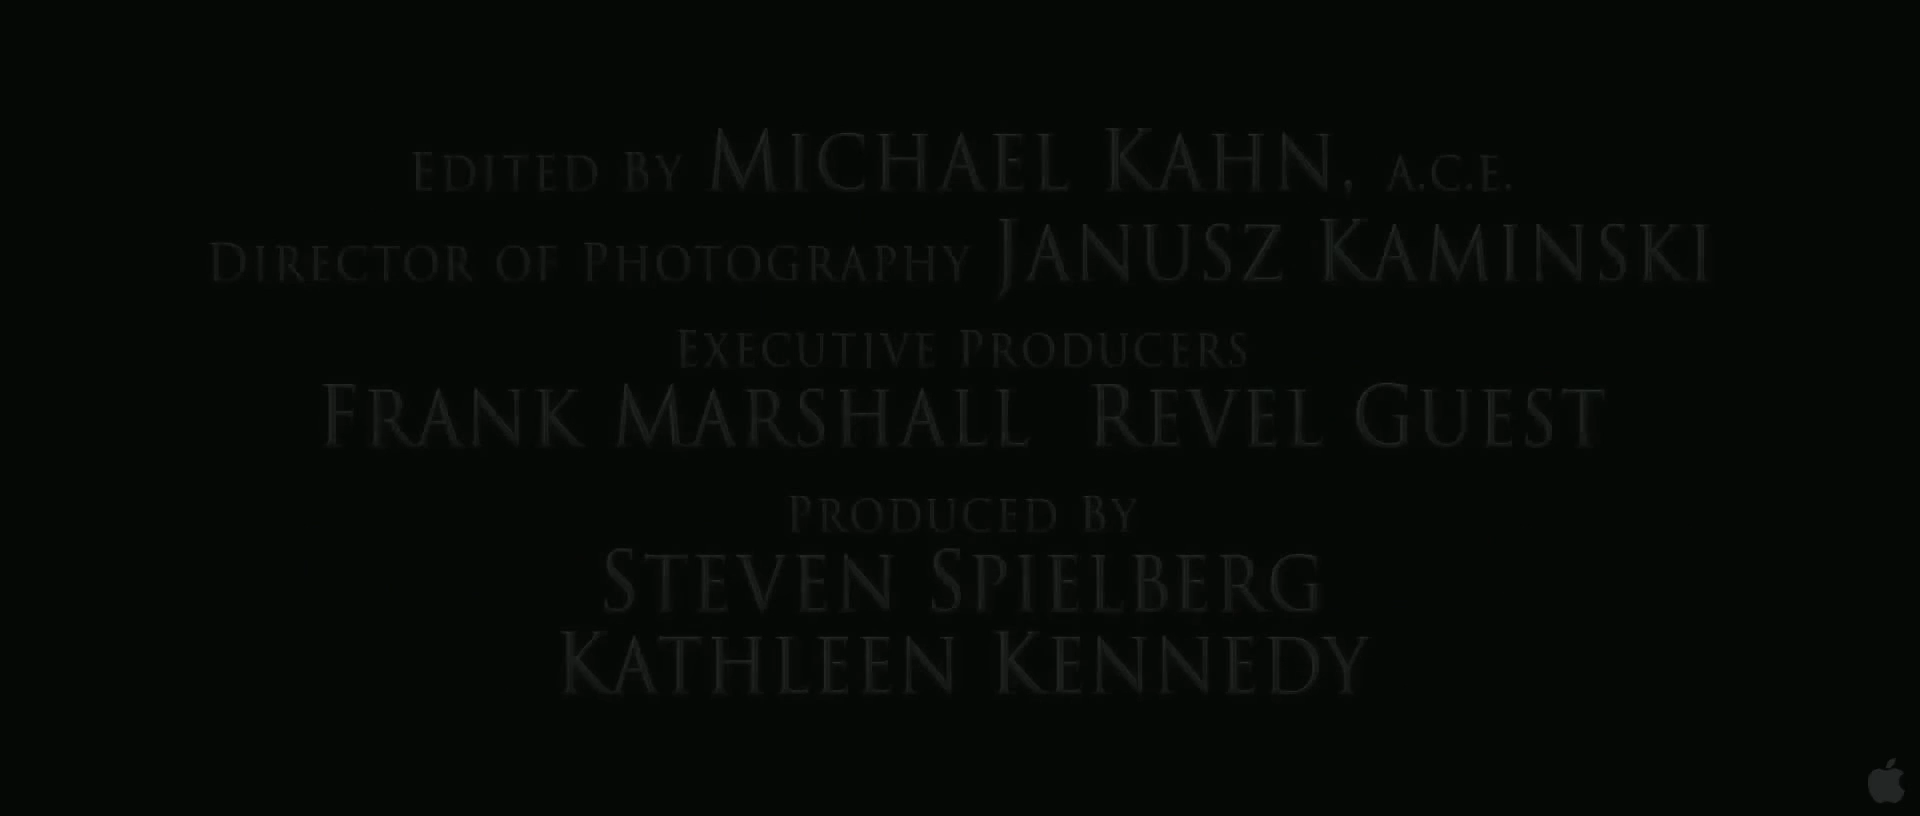 Edited By Michael Kahn, A.C.E.
Director of Photography Janusz Kaminski
Executive Producers
Frank Marshall Revel Guest
Produced By
Steven Spielberg
Kathleen Kennedy